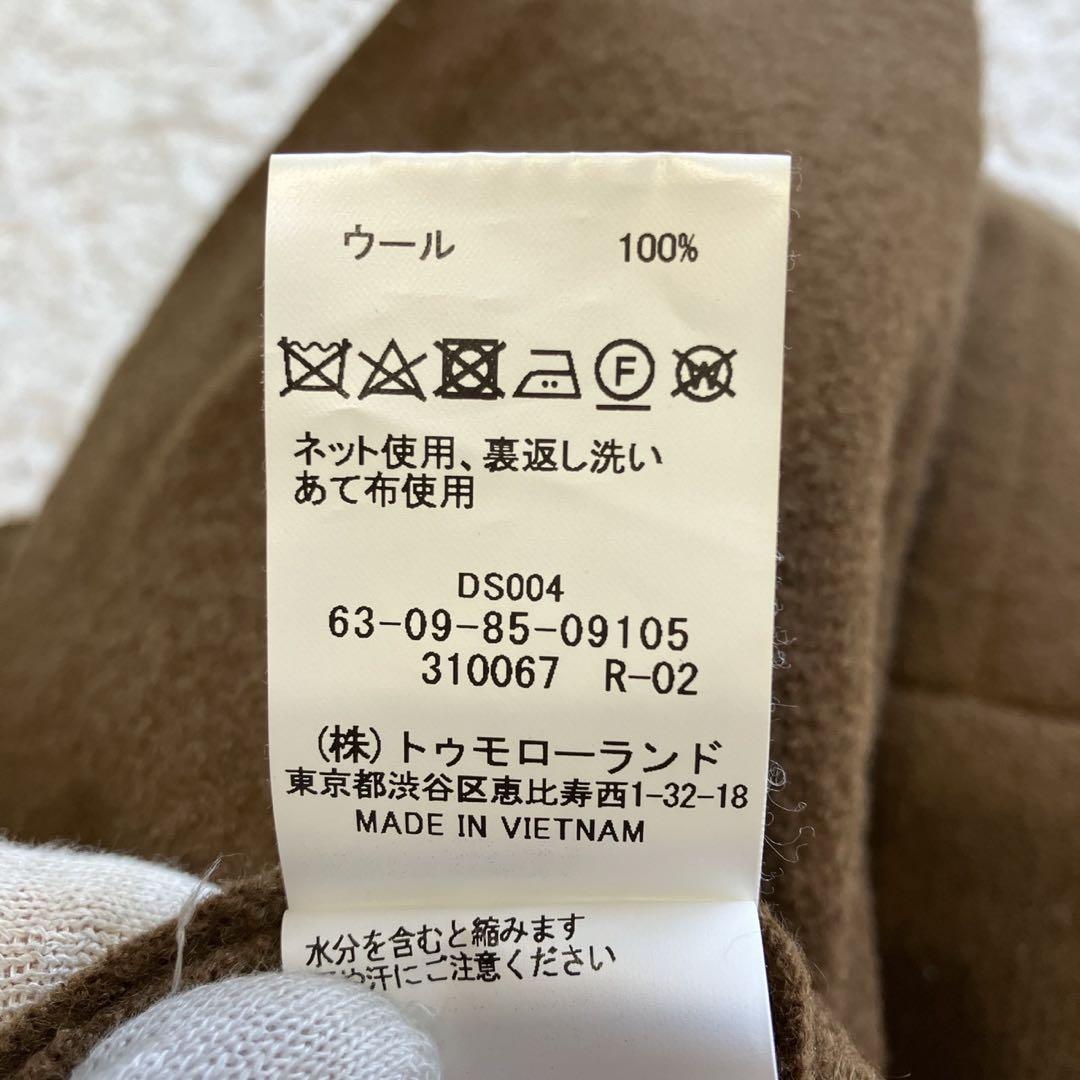 ウール 100%
F W
ネット使用、裏返し洗い
あて布使用
DS004
63-09-85-09105
310067 R-02
(株)トゥモローランド
東京都渋谷区恵比寿西1-32-18
MADE IN VIETNAM
水分を含むと縮みます
や汗にご注意ください